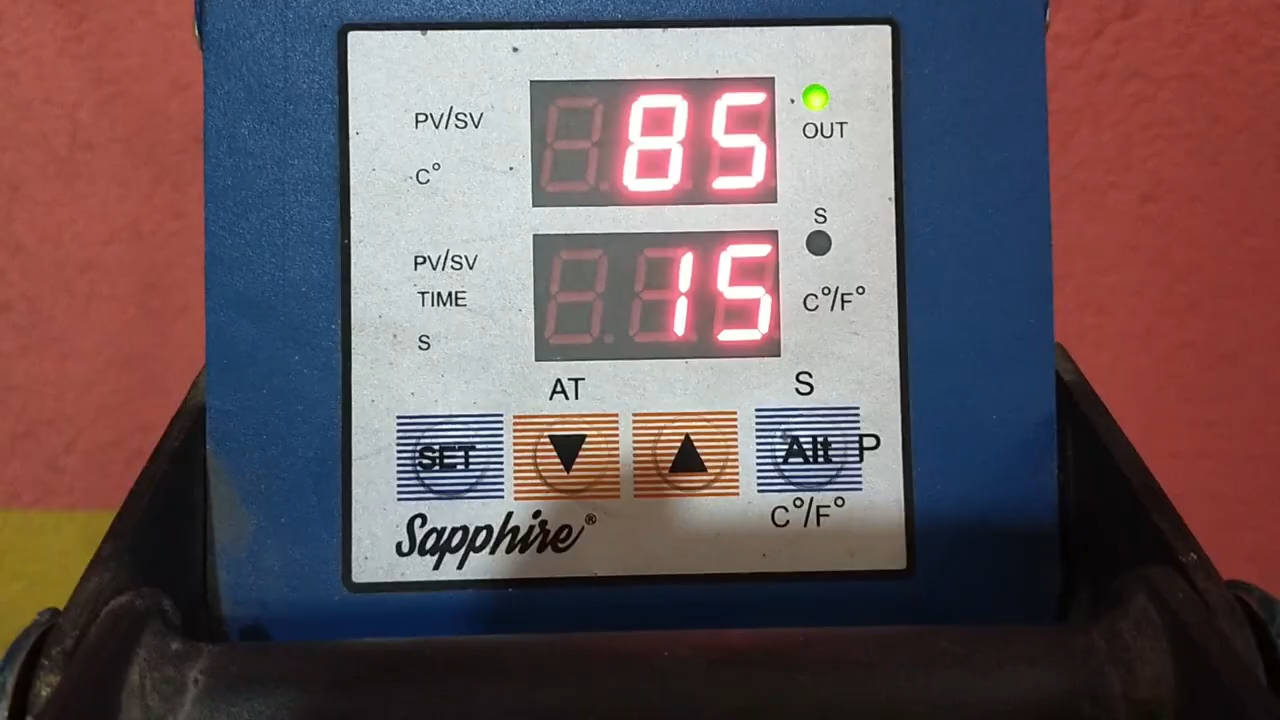 PV/SV
C°
85
OUT
S
PV/SV
TIME
S
15
C°/F°
AT
S
SET
Alt P
C°/F°
Sapphire®